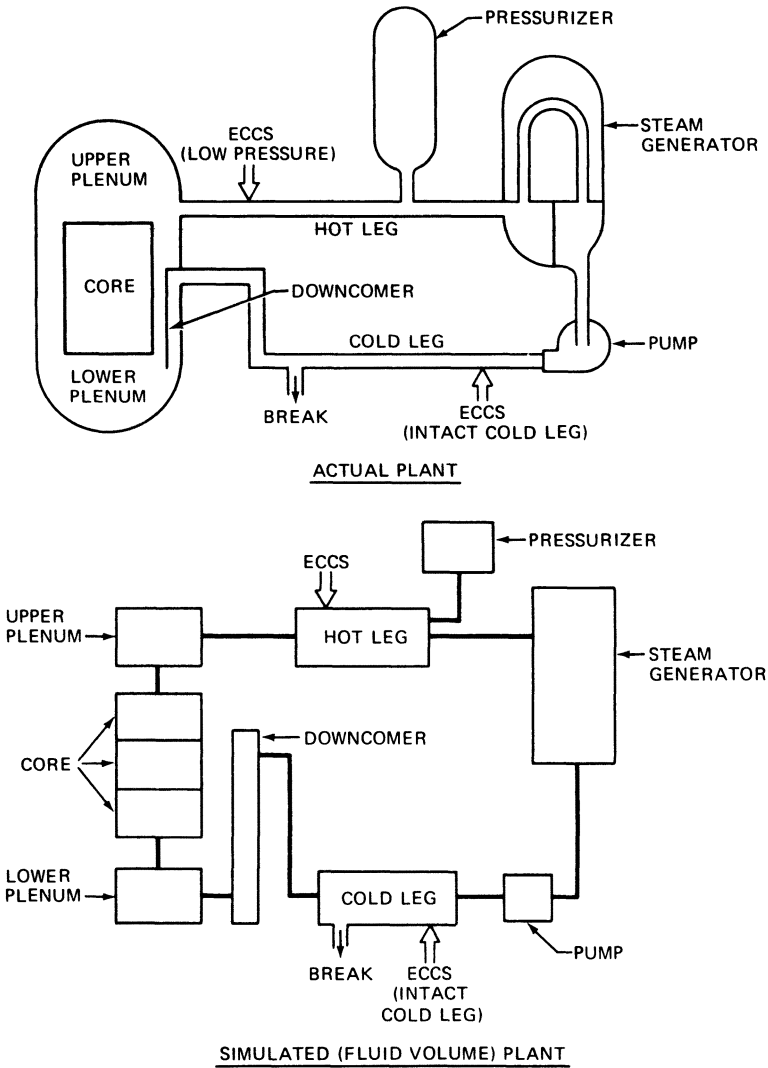 PRESSURIZER
ECCS
(LOW PRESSURE)
STEAM
GENERATOR
UPPER
PLENUM
HOT LEG
CORE
DOWNCOMER
COLD LEG
PUMP
LOWER
PLENUM
BREAK
ECCS
(INTACT COLD LEG)
ACTUAL PLANT
PRESSURIZER
ECCS
UPPER
PLENUM
HOT LEG
STEAM
GENERATOR
DOWNCOMER
CORE
LOWER
PLENUM
COLD LEG
PUMP
BREAK
ECCS
(INTACT
COLD LEG)
SIMULATED (FLUID VOLUME) PLANT